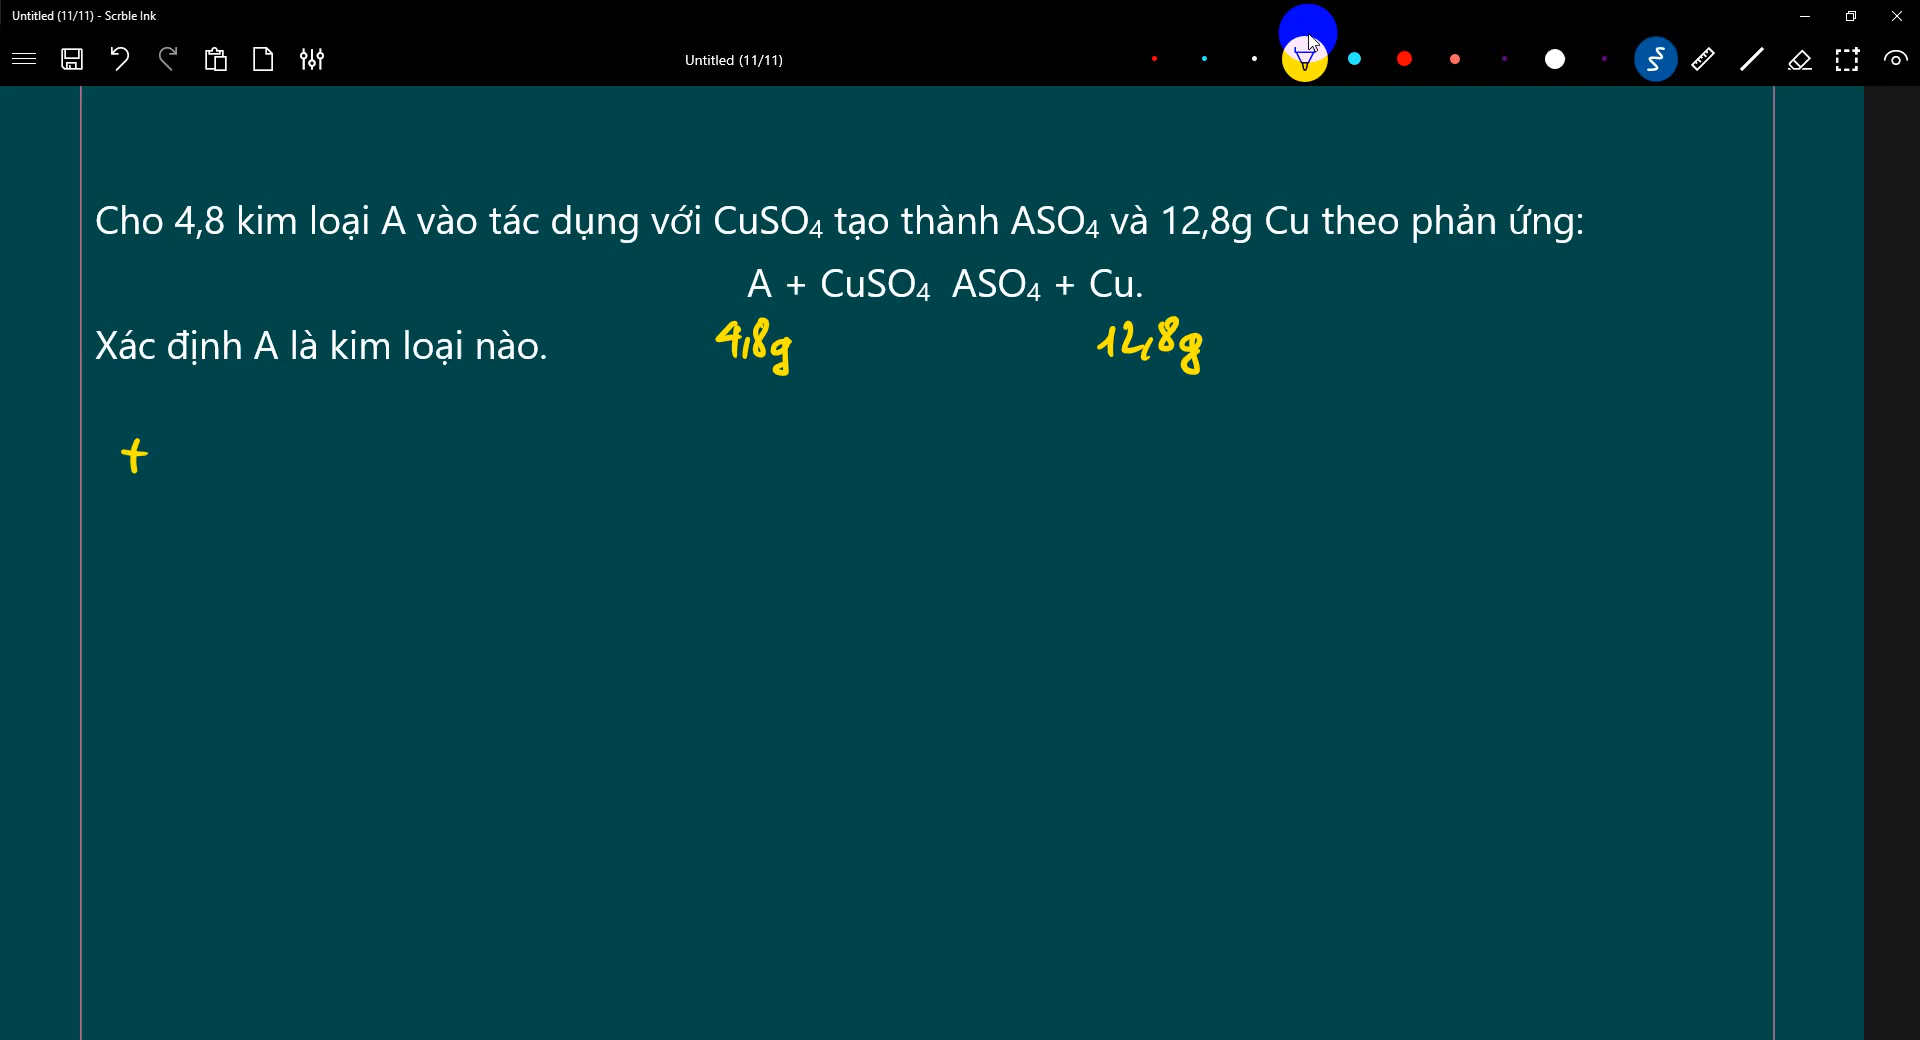 Untitled (11/11) - Scrble Ink
Untitled (11/11)
Cho 4,8 kim loại A vào tác dụng với CuSO₄ tạo thành ASO₄ và 12,8g Cu theo phản ứng:
A + CuSO₄ ASO₄ + Cu.
Xác định A là kim loại nào.
4,8g 12,8g
+